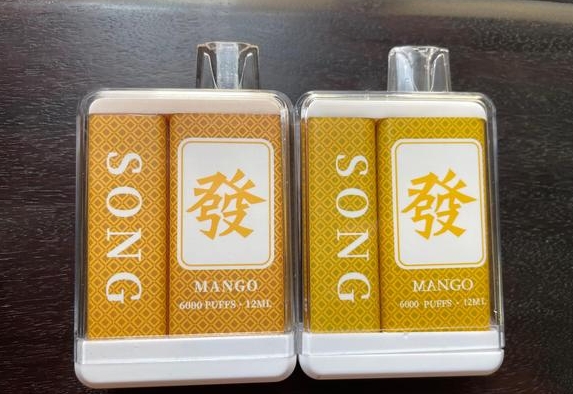 SONG
發
MANGO
6000 PUFFS · 12ML
SONG
發
MANGO
6000 PUFFS · 12ML